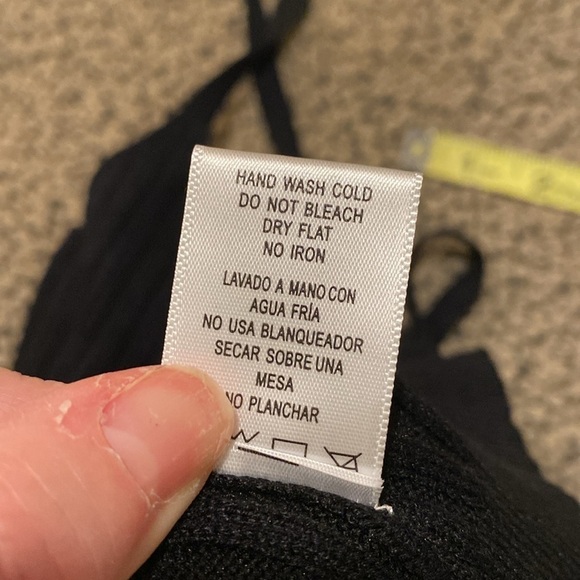 HAND WASH COLD
DO NOT BLEACH
DRY FLAT
NO IRON
LAVADO A MANO CON
AGUA FRÍA
NO USA BLANQUEADOR
SECAR SOBRE UNA
MESA
NO PLANCHAR